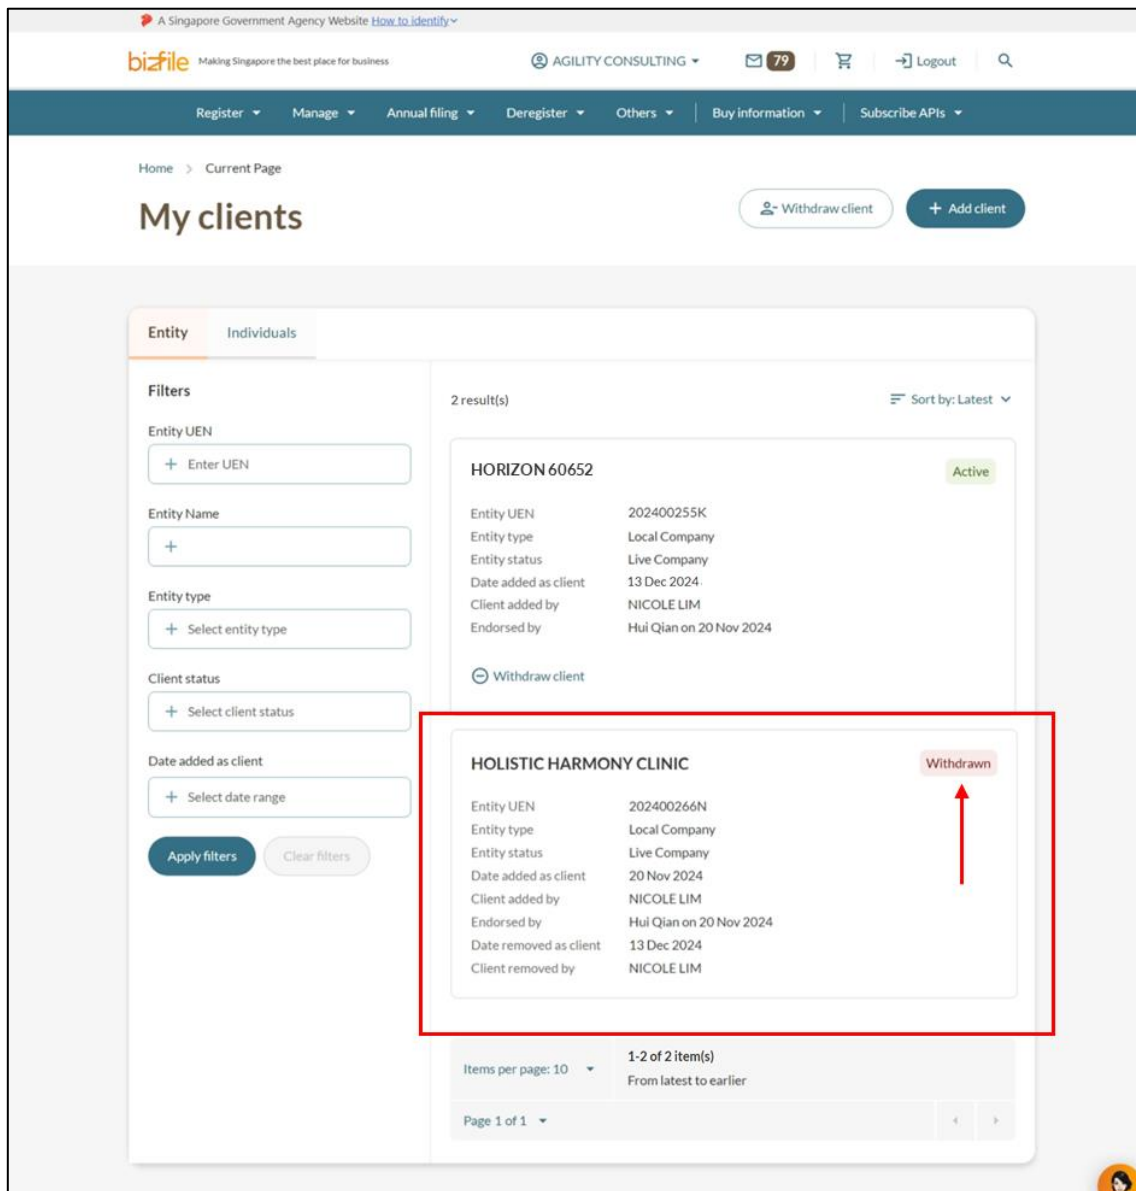 A Singapore Government Agency Website How to identify
bizfile Making Singapore the best place for business AGILITY CONSULTING 79 Logout
Register Manage Annual filing Deregister Others Buy information Subscribe APIs
Home > Current Page
My clients
Withdraw client
+ Add client
Entity Individuals
Filters
Entity UEN
+ Enter UEN
Entity Name
+
Entity type
+ Select entity type
Client status
+ Select client status
Date added as client
+ Select date range
Apply filters Clear filters
2 result(s) Sort by: Latest
HORIZON 60652 Active
Entity UEN 202400255K
Entity type Local Company
Entity status Live Company
Date added as client 13 Dec 2024
Client added by NICOLE LIM
Endorsed by Hui Qian on 20 Nov 2024
Withdraw client
HOLISTIC HARMONY CLINIC Withdrawn
Entity UEN 202400266N
Entity type Local Company
Entity status Live Company
Date added as client 20 Nov 2024
Client added by NICOLE LIM
Endorsed by Hui Qian on 20 Nov 2024
Date removed as client 13 Dec 2024
Client removed by NICOLE LIM
Items per page: 10 1-2 of 2 item(s)
From latest to earlier
Page 1 of 1